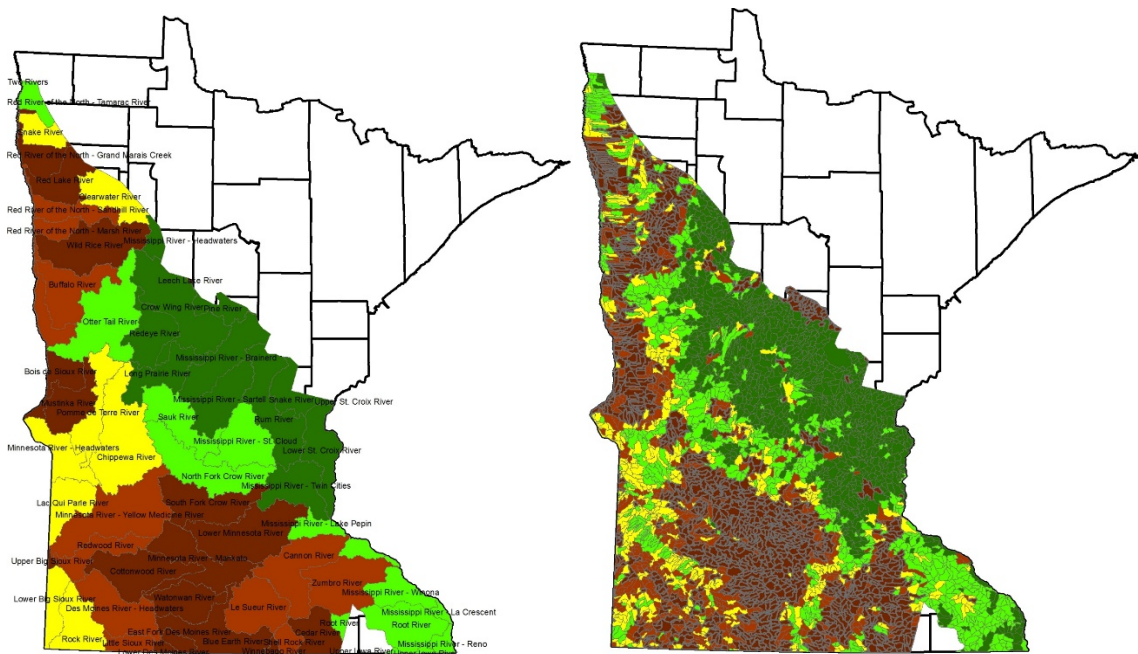 Two Rivers
Red River of the North - Tamarac River
Snake River
Red River of the North - Grand Marais Creek
Red Lake River
Clearwater River
Red River of the North - Sandhill River
Red River of the North - Marsh River
Mississippi River - Headwaters
Wild Rice River
Leech Lake River
Buffalo River
Crow Wing River
Pine River
Otter Tail River
Redeye River
Mississippi River - Brainerd
Bois de Sioux River
Long Prairie River
Mustinka River
Mississippi River - Sartell
Snake River
Upper St. Croix River
Pomme de Terre River
Sauk River
Rum River
Minnesota River - Headwaters
Mississippi River - St. Cloud
Chippewa River
Lower St. Croix River
North Fork Crow River
Mississippi River - Twin Cities
Lac Qui Parle River
South Fork Crow River
Minnesota River - Yellow Medicine River
Mississippi River - Lake Pepin
Lower Minnesota River
Redwood River
Cannon River
Upper Big Sioux River
Minnesota River - Mankato
Cottonwood River
Zumbro River
Mississippi River - Winona
Lower Big Sioux River
Watonwan River
Des Moines River - Headwaters
Le Sueur River
Mississippi River - La Crescent
Root River
Root River
East Fork Des Moines River
Cedar River
Rock River
Little Sioux River
Blue Earth River
Shell Rock River
Mississippi River - Reno
Lower Des Moines River
Winnebago River
Upper Iowa River